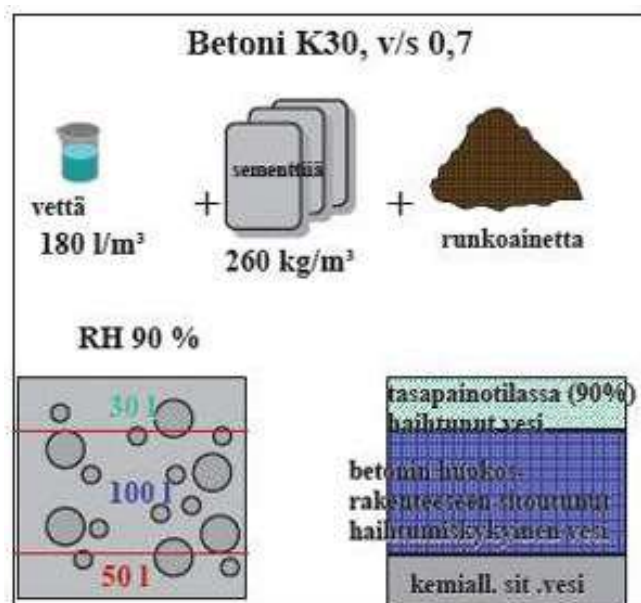 Betoni K30, v/s 0,7
sementtiä
vettä
180 l/m³
+
260 kg/m³
+
runkoainetta
RH 90 %
30 l
100 l
50 l
tasapainotilassa (90%)
haihtunut vesi
betonin huokos-
rakenteeseen sitoutunut
haihtumiskykyinen vesi
kemiall. sit .vesi